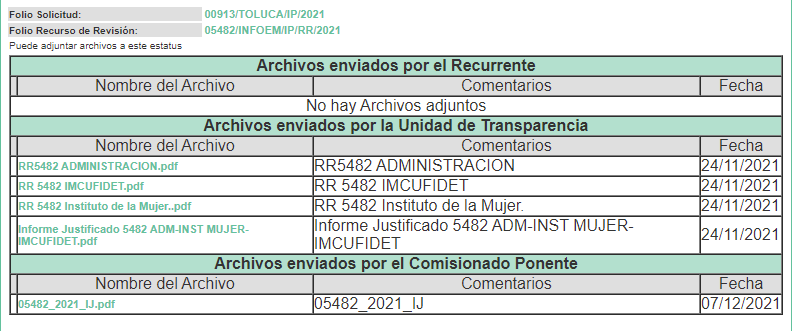 Folio Solicitud: 00913/TOLUCA/IP/2021
Folio Recurso de Revisión: 05482/INFOEM/IP/RR/2021
Puede adjuntar archivos a este estatus
Archivos enviados por el Recurrente
Nombre del Archivo Comentarios Fecha
No hay Archivos adjuntos
Archivos enviados por la Unidad de Transparencia
Nombre del Archivo Comentarios Fecha
RR5482 ADMINISTRACION.pdf RR5482 ADMINISTRACION 24/11/2021
RR 5482 IMCUFIDET.pdf RR 5482 IMCUFIDET 24/11/2021
RR 5482 Instituto de la Mujer..pdf RR 5482 Instituto de la Mujer. 24/11/2021
Informe Justificado 5482 ADM-INST MUJER-
IMCUFIDET.pdf
Informe Justificado 5482 ADM-INST MUJER-
IMCUFIDET
24/11/2021
Archivos enviados por el Comisionado Ponente
Nombre del Archivo Comentarios Fecha
05482_2021_IJ.pdf 05482_2021_IJ 07/12/2021